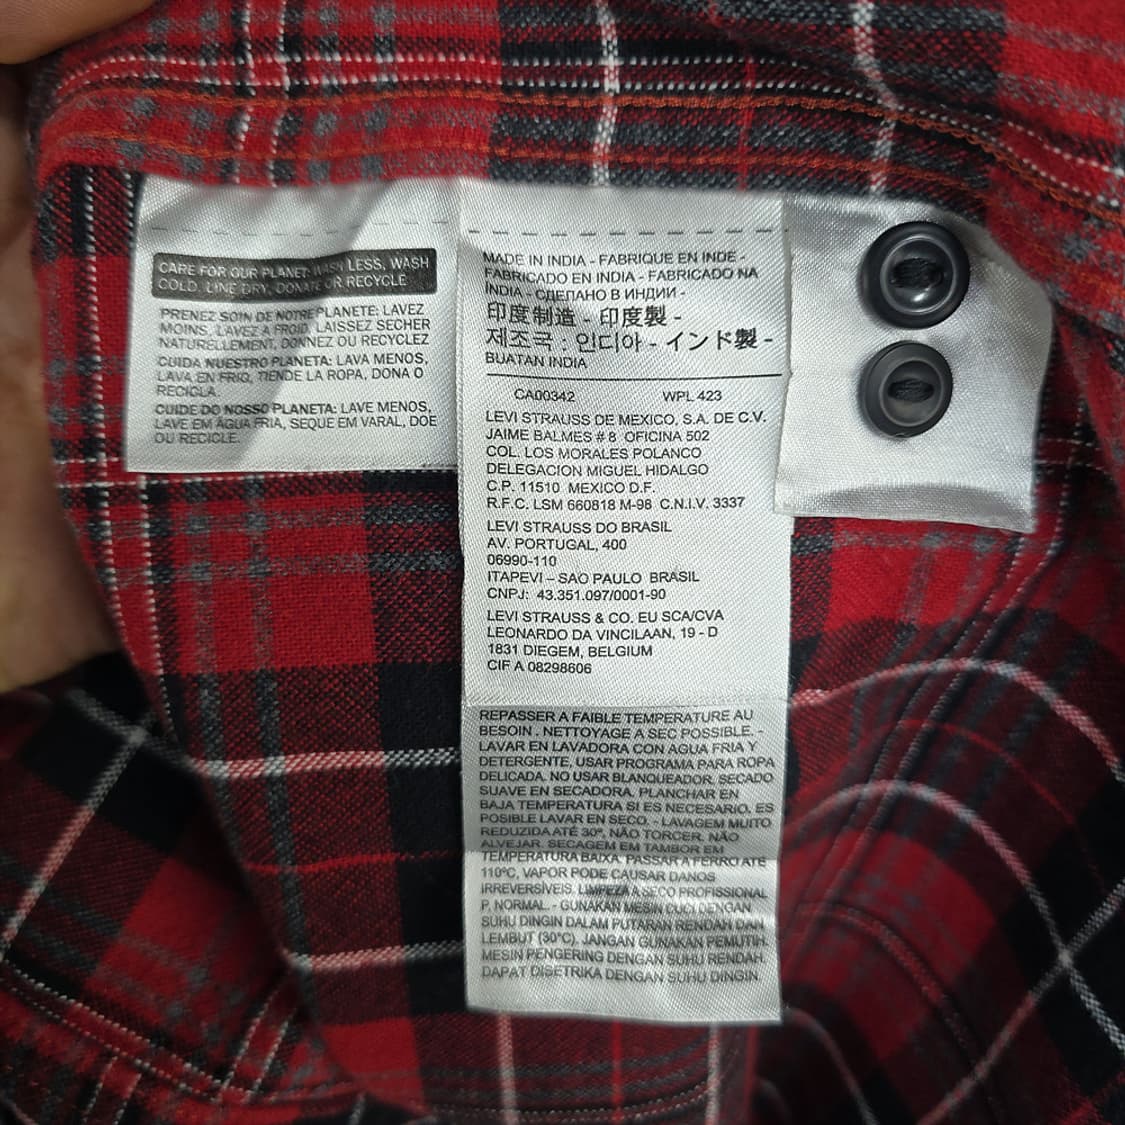 CARE FOR OUR PLANET: WASH LESS, WASH
COLD, LINE DRY, DONATE OR RECYCLE
PRENEZ SOIN DE NOTRE PLANETE: LAVEZ
MOINS, LAVEZ A FROID, LAISSEZ SECHER
NATURELLEMENT, DONNEZ OU RECYCLEZ
CUIDA NUESTRO PLANETA: LAVA MENOS,
LAVA EN FRIO, TIENDE LA ROPA, DONA O
RECICLA.
CUIDE DO NOSSO PLANETA: LAVE MENOS,
LAVE EM ÁGUA FRIA, SEQUE EM VARAL, DOE
OU RECICLE.
MADE IN INDIA - FABRIQUE EN INDE -
FABRICADO EN INDIA - FABRICADO NA
ÍNDIA - СДЕЛАНО В ИНДИИ -
印度制造 - 印度製 -
제조국 : 인디아 - インド製 -
BUATAN INDIA
CA00342 WPL 423
LEVI STRAUSS DE MEXICO, S.A. DE C.V.
JAIME BALMES # 8 OFICINA 502
COL. LOS MORALES POLANCO
DELEGACION MIGUEL HIDALGO
C.P. 11510 MEXICO D.F.
R.F.C. LSM 660818 M-98 C.N.I.V. 3337
LEVI STRAUSS DO BRASIL
AV. PORTUGAL, 400
06990-110
ITAPEVI – SAO PAULO BRASIL
CNPJ: 43.351.097/0001-90
LEVI STRAUSS & CO. EU SCA/CVA
LEONARDO DA VINCILAAN, 19 - D
1831 DIEGEM, BELGIUM
CIF A 08298606
REPASSER A FAIBLE TEMPERATURE AU
BESOIN . NETTOYAGE A SEC POSSIBLE. -
LAVAR EN LAVADORA CON AGUA FRIA Y
DETERGENTE, USAR PROGRAMA PARA ROPA
DELICADA. NO USAR BLANQUEADOR. SECADO
SUAVE EN SECADORA. PLANCHAR EN
BAJA TEMPERATURA SI ES NECESARIO. ES
POSIBLE LAVAR EN SECO. - LAVAGEM MUITO
REDUZIDA ATÉ 30º, NÃO TORCER. NÃO
ALVEJAR. SECAGEM EM TAMBOR EM
TEMPERATURA BAIXA. PASSAR A FERRO ATÉ
110ºC, VAPOR PODE CAUSAR DANOS
IRREVERSÍVEIS. LIMPEZA A SECO PROFISSIONAL
P, NORMAL. - GUNAKAN MESIN CUCI DENGAN
SUHU DINGIN DALAM PUTARAN RENDAH DAN
LEMBUT (30°C). JANGAN GUNAKAN PEMUTIH.
MESIN PENGERING DENGAN SUHU RENDAH.
DAPAT DISETRIKA DENGAN SUHU DINGIN.